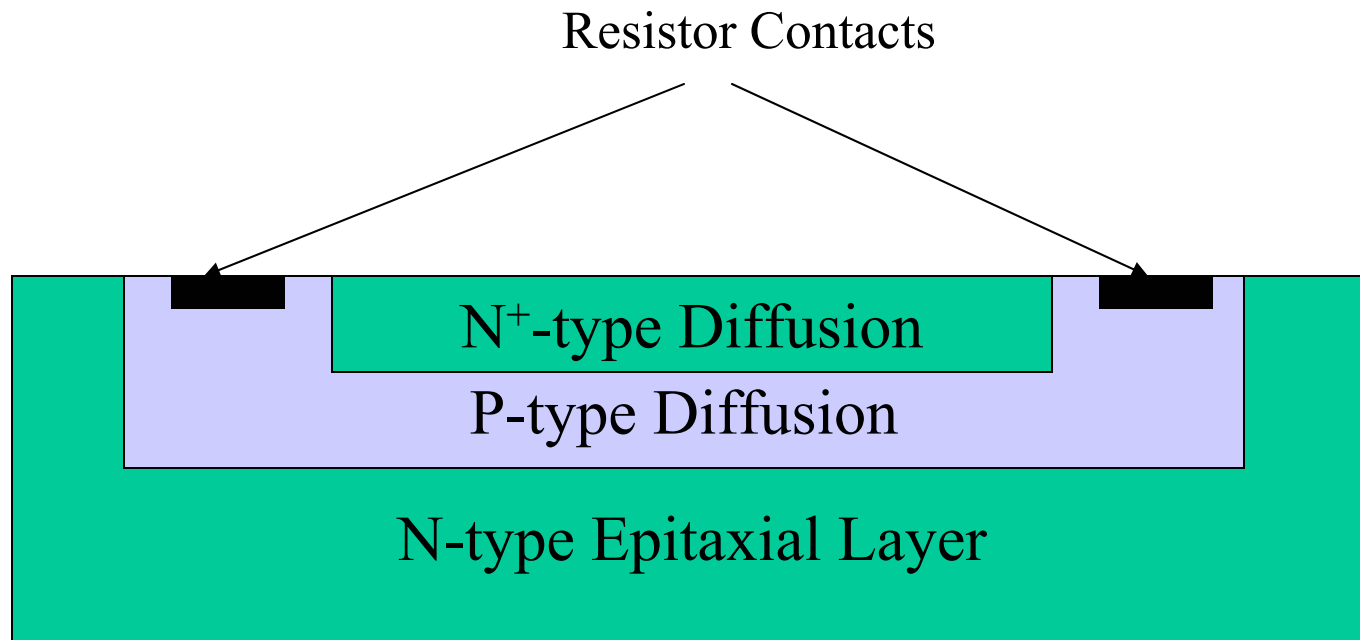 Resistor Contacts
N⁺-type Diffusion
P-type Diffusion
N-type Epitaxial Layer